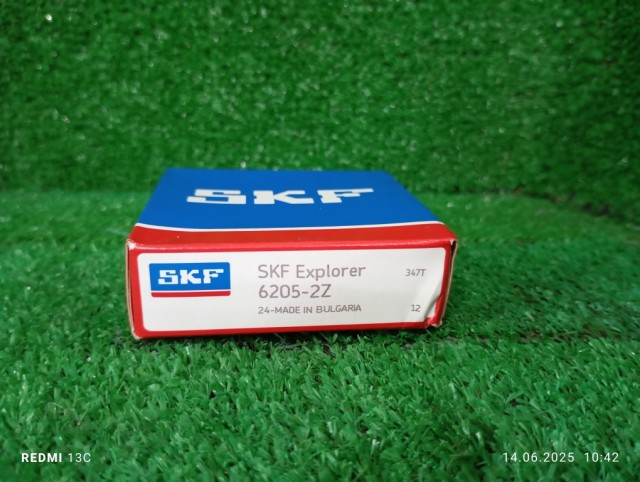 SKF
SKF
SKF Explorer
347T
6205-2Z
24-MADE IN BULGARIA
12
REDMI 13C
14.06.2025 10:42